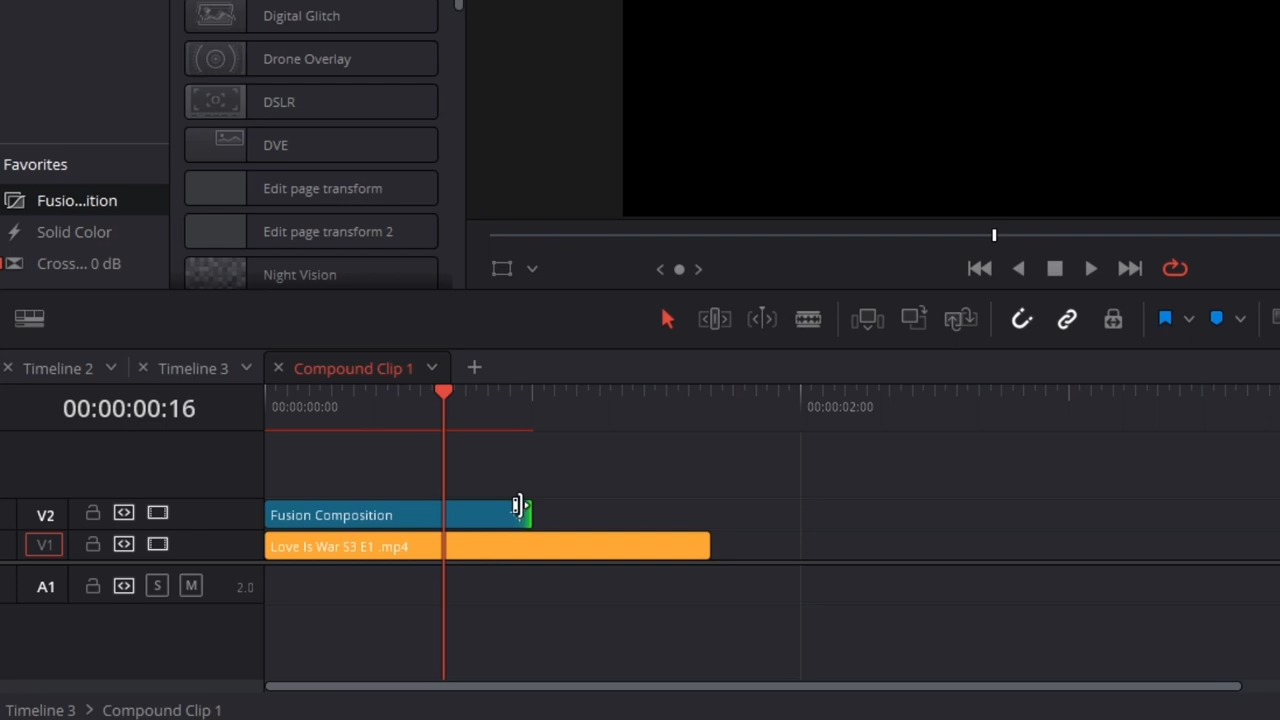 Digital Glitch
Drone Overlay
DSLR
DVE
Edit page transform
Edit page transform 2
Night Vision
Favorites
Fusio...ition
Solid Color
Cross... 0 dB
Timeline 2
Timeline 3
Compound Clip 1
00:00:00:16
00:00:00:00
00:00:02:00
V2
Fusion Composition
V1
Love Is War S3 E1 .mp4
A1
S
M
2.0
Timeline 3 > Compound Clip 1